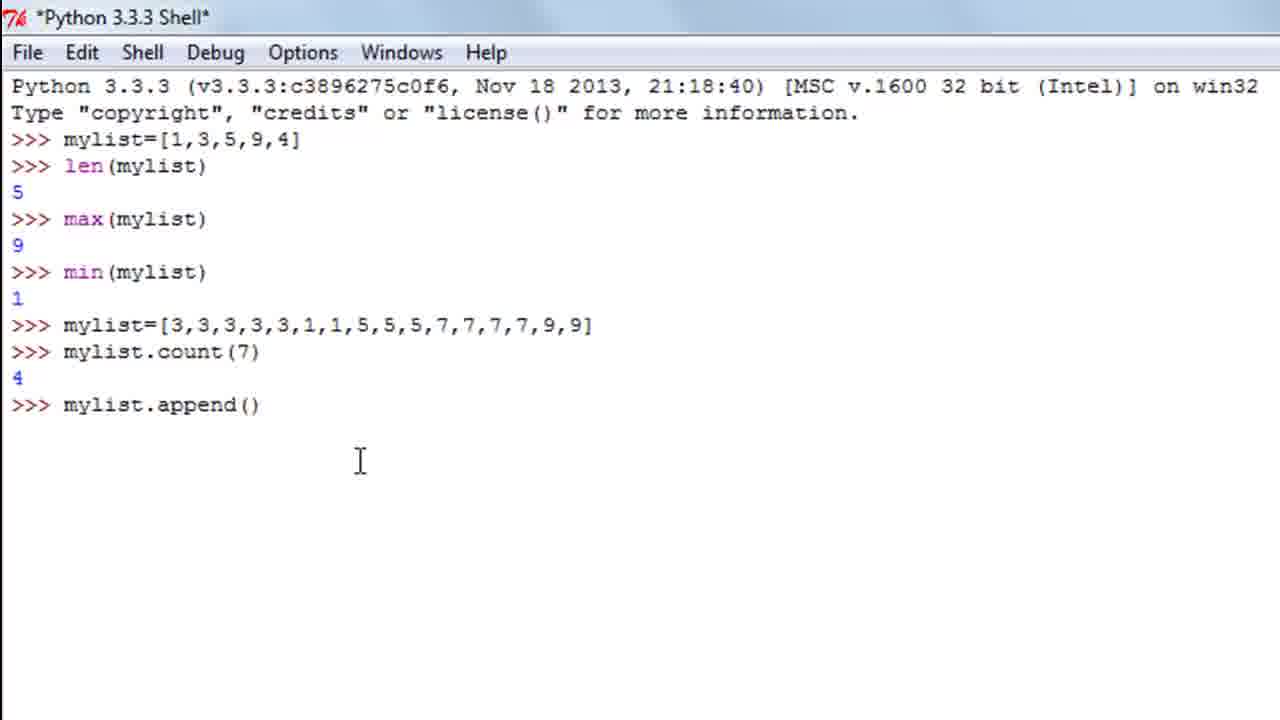 *Python 3.3.3 Shell*
File Edit Shell Debug Options Windows Help
Python 3.3.3 (v3.3.3:c3896275c0f6, Nov 18 2013, 21:18:40) [MSC v.1600 32 bit (Intel)] on win32
Type "copyright", "credits" or "license()" for more information.
>>> mylist=[1,3,5,9,4]
>>> len(mylist)
5
>>> max(mylist)
9
>>> min(mylist)
1
>>> mylist=[3,3,3,3,3,1,1,5,5,5,7,7,7,7,9,9]
>>> mylist.count(7)
4
>>> mylist.append()